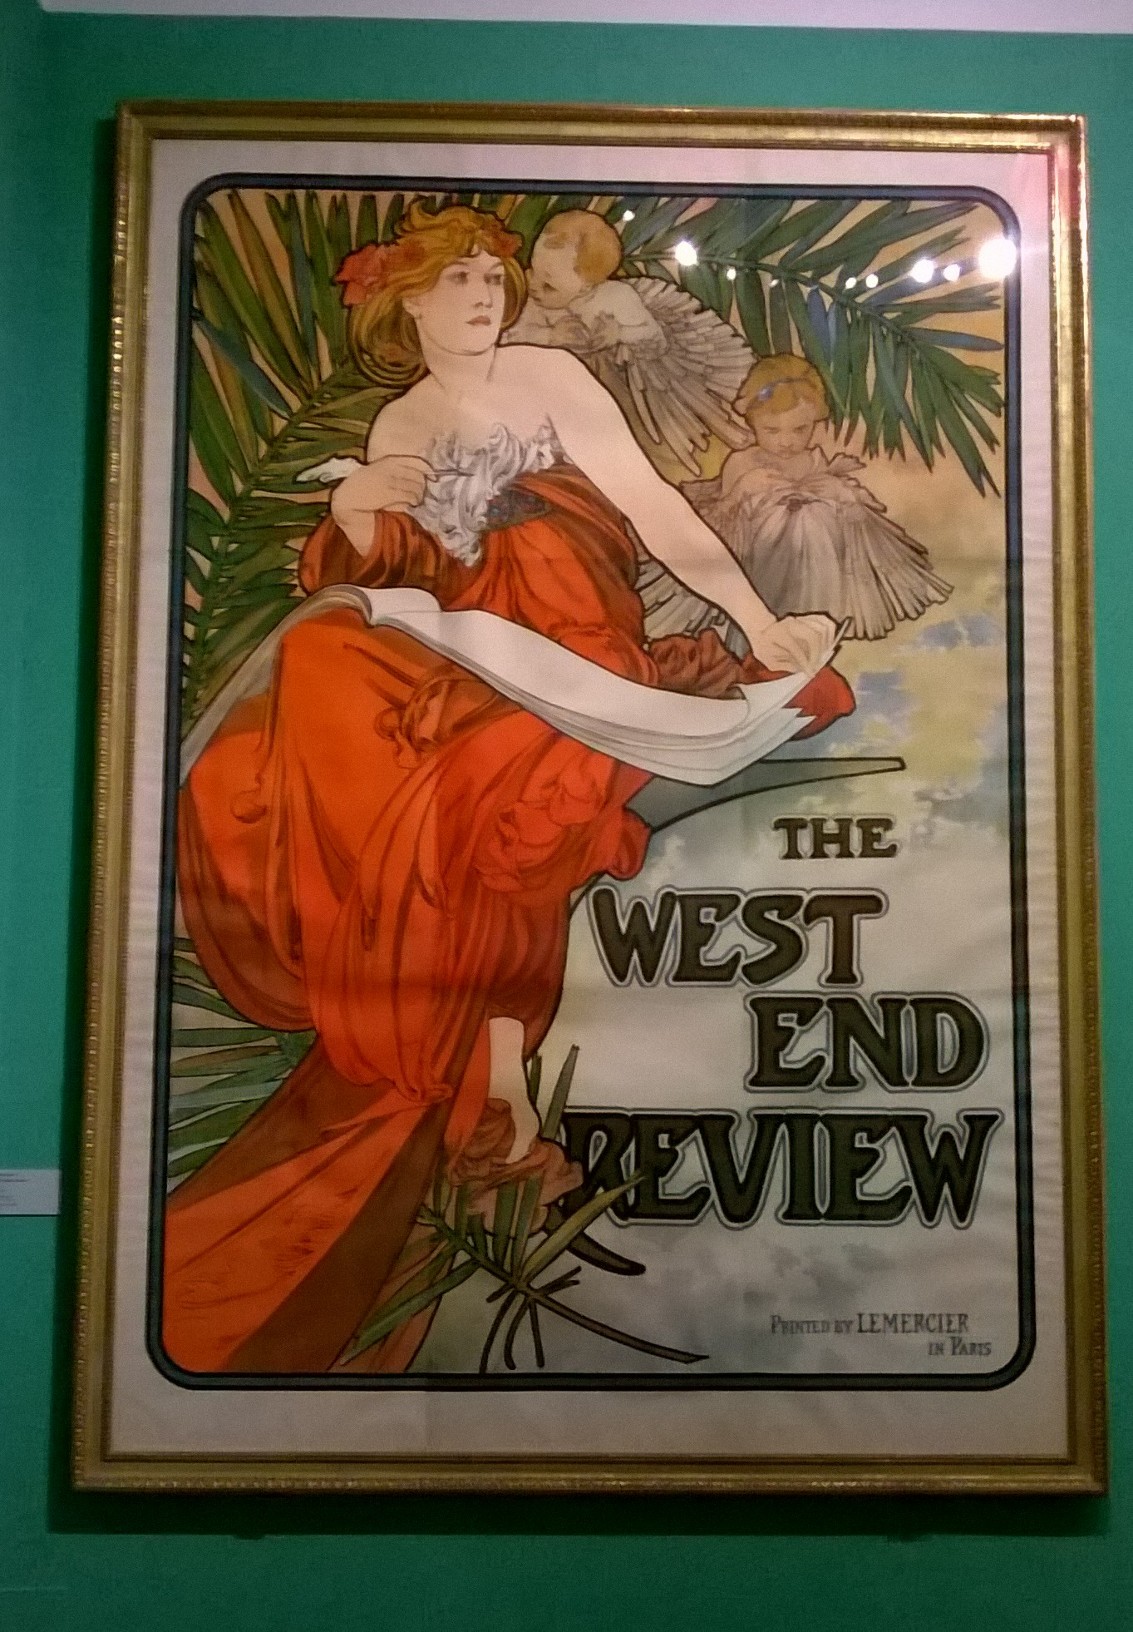 THE
WEST
END
REVIEW
PRINTED BY LEMERCIER
IN PARIS